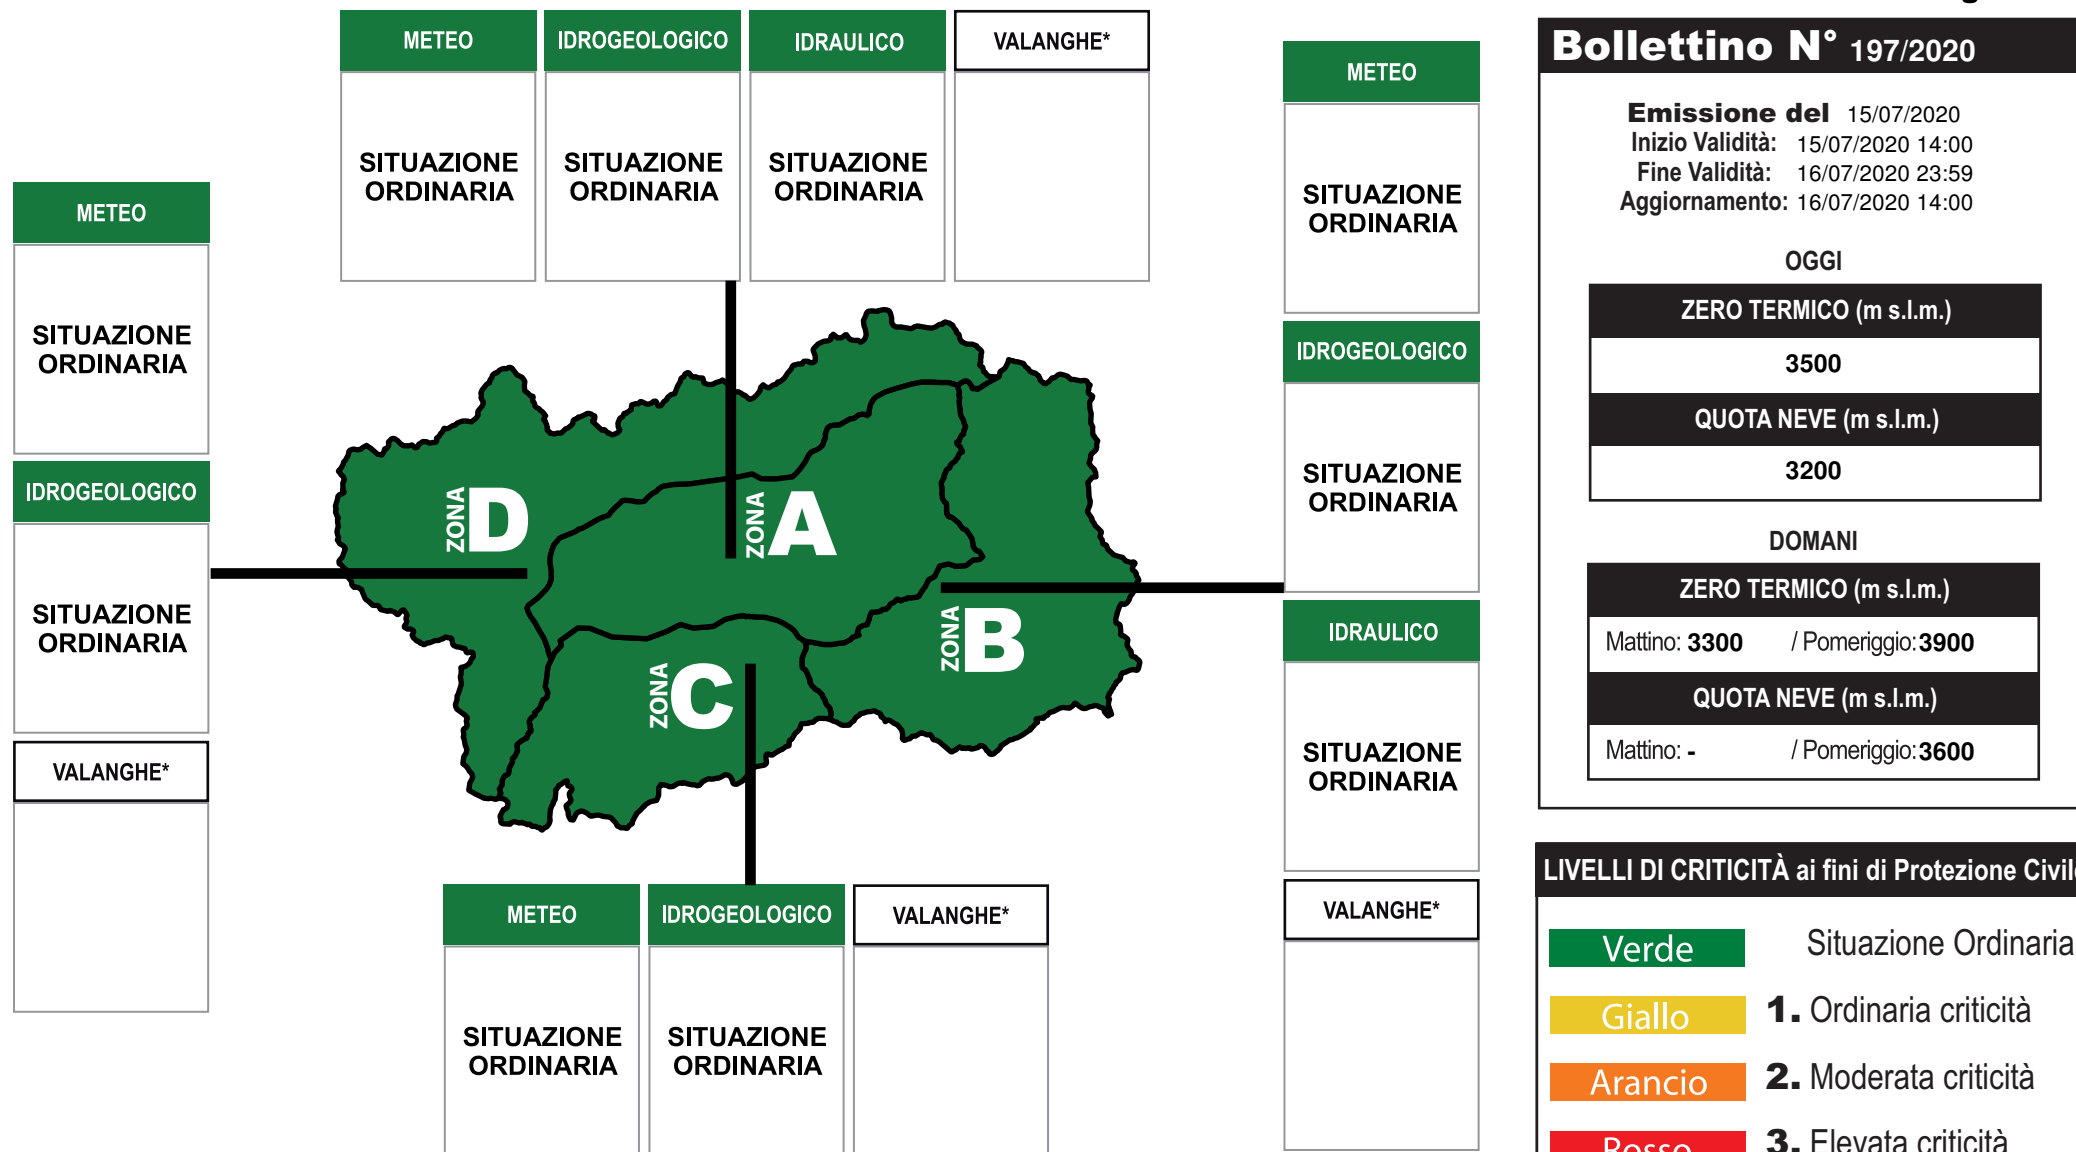 METEO
IDROGEOLOGICO
IDRAULICO
VALANGHE*
SITUAZIONE
ORDINARIA
SITUAZIONE
ORDINARIA
SITUAZIONE
ORDINARIA
METEO
SITUAZIONE
ORDINARIA
IDROGEOLOGICO
SITUAZIONE
ORDINARIA
VALANGHE*
ZONA D
ZONA A
ZONA B
ZONA C
METEO
SITUAZIONE
ORDINARIA
IDROGEOLOGICO
SITUAZIONE
ORDINARIA
IDRAULICO
SITUAZIONE
ORDINARIA
VALANGHE*
METEO
IDROGEOLOGICO
VALANGHE*
SITUAZIONE
ORDINARIA
SITUAZIONE
ORDINARIA
Bollettino N° 197/2020
Emissione del 15/07/2020
Inizio Validità: 15/07/2020 14:00
Fine Validità: 16/07/2020 23:59
Aggiornamento: 16/07/2020 14:00
OGGI
ZERO TERMICO (m s.l.m.)
3500
QUOTA NEVE (m s.l.m.)
3200
DOMANI
ZERO TERMICO (m s.l.m.)
Mattino: 3300 / Pomeriggio: 3900
QUOTA NEVE (m s.l.m.)
Mattino: - / Pomeriggio: 3600
LIVELLI DI CRITICITÀ ai fini di Protezione Civile
Verde Situazione Ordinaria
Giallo 1. Ordinaria criticità
Arancio 2. Moderata criticità
Rosso 3. Elevata criticità